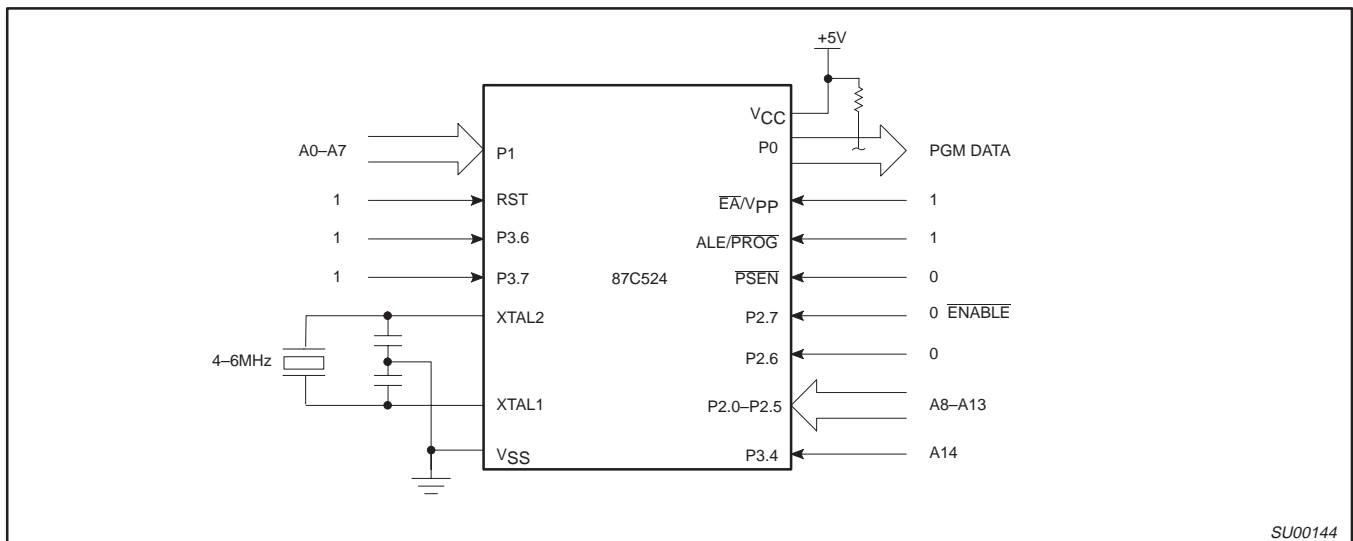 +5V
VCC
A0–A7
P1
P0
PGM DATA
1
RST
EA/VPP
1
1
P3.6
ALE/PROG
1
1
P3.7
87C524
PSEN
0
XTAL2
P2.7
0 ENABLE
4–6MHz
P2.6
0
XTAL1
P2.0–P2.5
A8–A13
VSS
P3.4
A14
SU00144